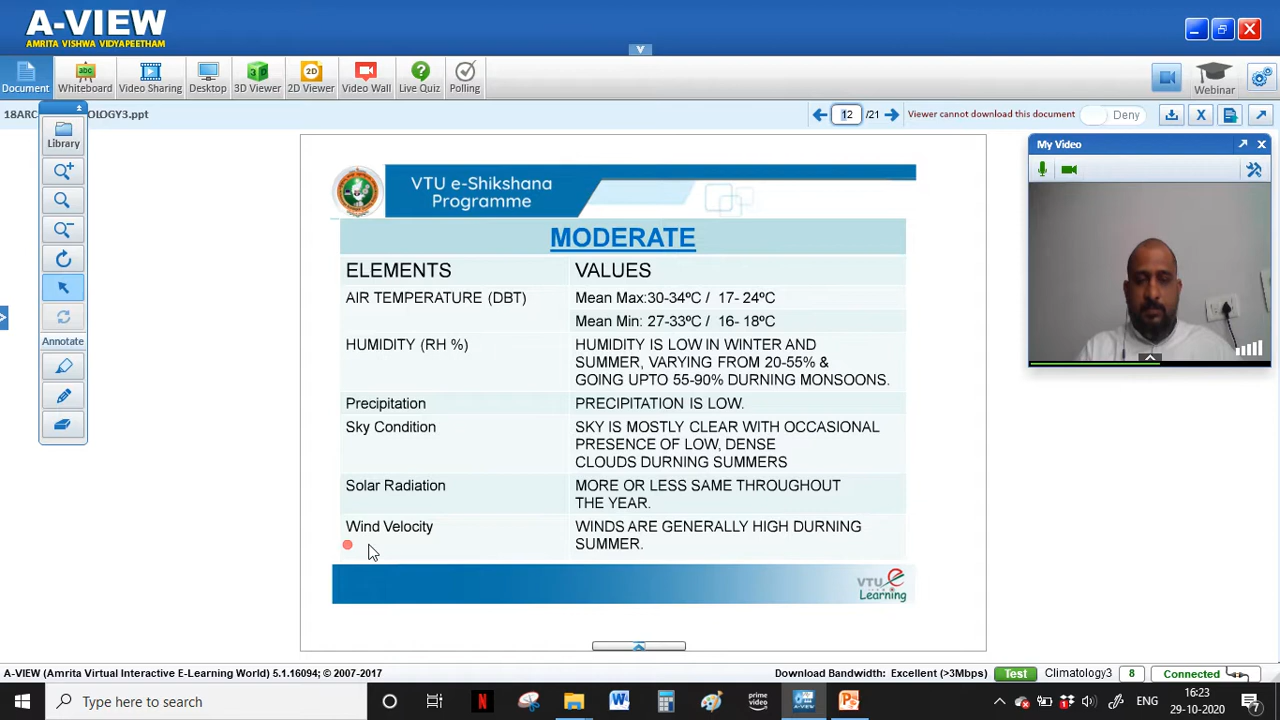 A-VIEW
AMRITA VISHWA VIDYAPEETHAM
V
Document
abc
Whiteboard
Video Sharing
Desktop
3D
3D Viewer
2D
2D Viewer
Video Wall
Live Quiz
Polling
Webinar
18ARC
OLOGY3.ppt
12 /21
Viewer cannot download this document
Deny
X
Library
Annotate
My Video
VTU e-Shikshana
Programme
MODERATE
ELEMENTS VALUES
AIR TEMPERATURE (DBT) Mean Max:30-34ºC / 17- 24ºC
Mean Min: 27-33ºC / 16- 18ºC
HUMIDITY (RH %) HUMIDITY IS LOW IN WINTER AND
SUMMER, VARYING FROM 20-55% &
GOING UPTO 55-90% DURNING MONSOONS.
Precipitation PRECIPITATION IS LOW.
Sky Condition SKY IS MOSTLY CLEAR WITH OCCASIONAL
PRESENCE OF LOW, DENSE
CLOUDS DURNING SUMMERS
Solar Radiation MORE OR LESS SAME THROUGHOUT
THE YEAR.
Wind Velocity WINDS ARE GENERALLY HIGH DURNING
SUMMER.
VTU e
Learning
A-VIEW (Amrita Virtual Interactive E-Learning World) 5.1.16094; © 2007-2017
Download Bandwidth: Excellent (>3Mbps) Test Climatology3 8 Connected
Type here to search
N
W
prime
video
P
ENG
16:23
29-10-2020
7